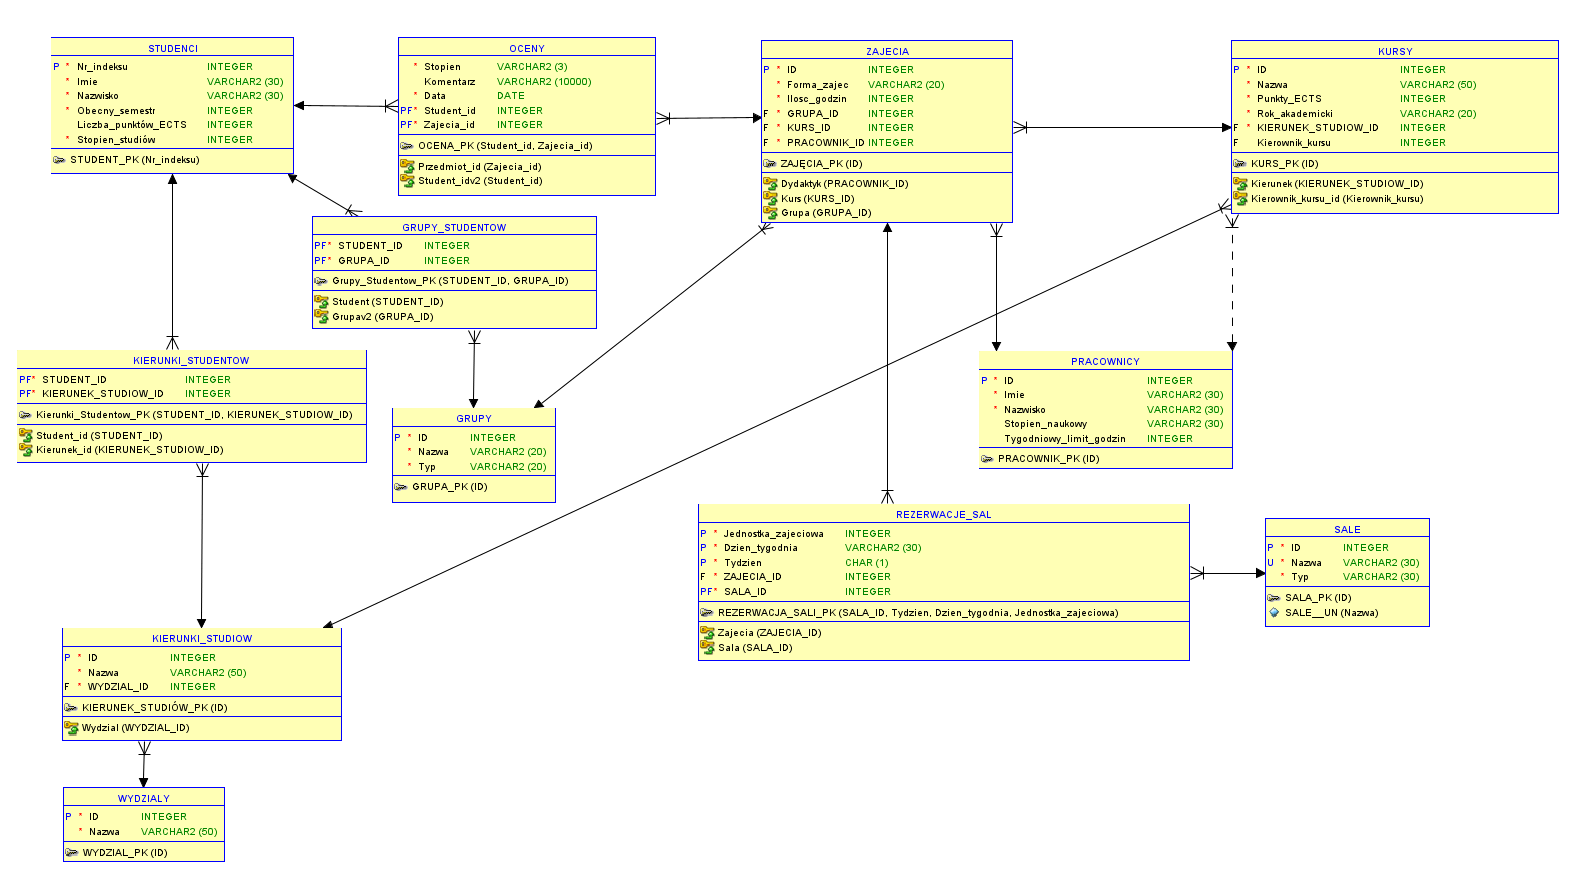 STUDENCI
P * Nr_indeksu INTEGER
* Imie VARCHAR2 (30)
* Nazwisko VARCHAR2 (30)
* Obecny_semestr INTEGER
Liczba_punktów_ECTS INTEGER
* Stopien_studiów INTEGER
STUDENT_PK (Nr_indeksu)
OCENY
* Stopien VARCHAR2 (3)
Komentarz VARCHAR2 (10000)
* Data DATE
PF* Student_id INTEGER
PF* Zajecia_id INTEGER
OCENA_PK (Student_id, Zajecia_id)
Przedmiot_id (Zajecia_id)
Student_idv2 (Student_id)
ZAJECIA
P * ID INTEGER
* Forma_zajec VARCHAR2 (20)
* Ilosc_godzin INTEGER
F * GRUPA_ID INTEGER
F * KURS_ID INTEGER
F * PRACOWNIK_ID INTEGER
ZAJĘCIA_PK (ID)
Dydaktyk (PRACOWNIK_ID)
Kurs (KURS_ID)
Grupa (GRUPA_ID)
KURSY
P * ID INTEGER
* Nazwa VARCHAR2 (50)
* Punkty_ECTS INTEGER
* Rok_akademicki VARCHAR2 (20)
F * KIERUNEK_STUDIOW_ID INTEGER
F Kierownik_kursu INTEGER
KURS_PK (ID)
Kierunek (KIERUNEK_STUDIOW_ID)
Kierownik_kursu_id (Kierownik_kursu)
GRUPY_STUDENTOW
PF* STUDENT_ID INTEGER
PF* GRUPA_ID INTEGER
Grupy_Studentow_PK (STUDENT_ID, GRUPA_ID)
Student (STUDENT_ID)
Grupav2 (GRUPA_ID)
KIERUNKI_STUDENTOW
PF* STUDENT_ID INTEGER
PF* KIERUNEK_STUDIOW_ID INTEGER
Kierunki_Studentow_PK (STUDENT_ID, KIERUNEK_STUDIOW_ID)
Student_id (STUDENT_ID)
Kierunek_id (KIERUNEK_STUDIOW_ID)
GRUPY
P * ID INTEGER
* Nazwa VARCHAR2 (20)
* Typ VARCHAR2 (20)
GRUPA_PK (ID)
PRACOWNICY
P * ID INTEGER
* Imie VARCHAR2 (30)
* Nazwisko VARCHAR2 (30)
Stopien_naukowy VARCHAR2 (30)
Tygodniowy_limit_godzin INTEGER
PRACOWNIK_PK (ID)
REZERWACJE_SAL
P * Jednostka_zajeciowa INTEGER
P * Dzien_tygodnia VARCHAR2 (30)
P * Tydzien CHAR (1)
F * ZAJECIA_ID INTEGER
PF* SALA_ID INTEGER
REZERWACJA_SALI_PK (SALA_ID, Tydzien, Dzien_tygodnia, Jednostka_zajeciowa)
Zajecia (ZAJECIA_ID)
Sala (SALA_ID)
SALE
P * ID INTEGER
U * Nazwa VARCHAR2 (30)
* Typ VARCHAR2 (30)
SALA_PK (ID)
SALE__UN (Nazwa)
KIERUNKI_STUDIOW
P * ID INTEGER
* Nazwa VARCHAR2 (50)
F * WYDZIAL_ID INTEGER
KIERUNEK_STUDIÓW_PK (ID)
Wydzial (WYDZIAL_ID)
WYDZIALY
P * ID INTEGER
* Nazwa VARCHAR2 (50)
WYDZIAL_PK (ID)